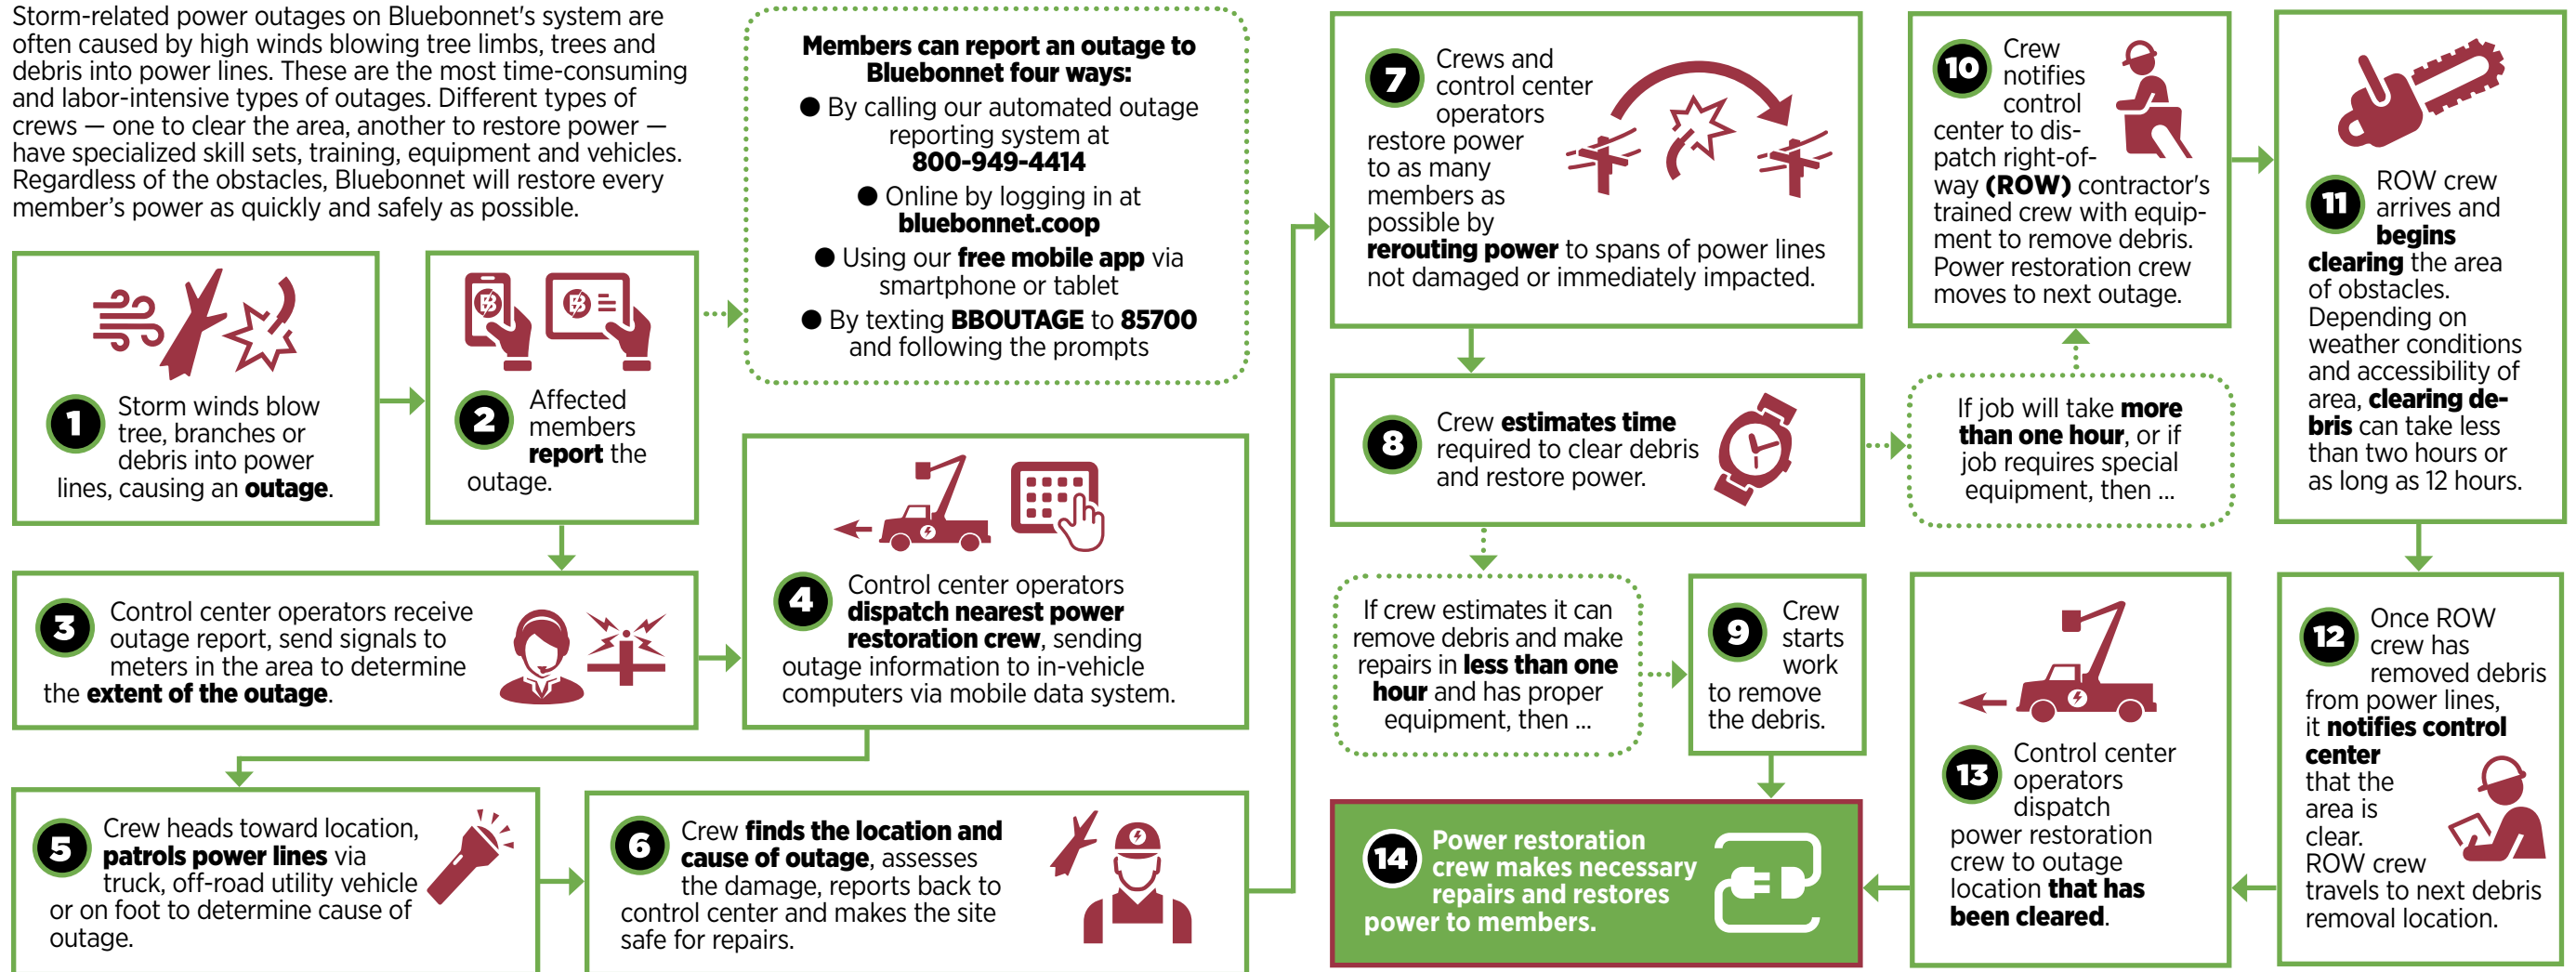 Storm-related power outages on Bluebonnet's system are
often caused by high winds blowing tree limbs, trees and
debris into power lines. These are the most time-consuming
and labor-intensive types of outages. Different types of
crews — one to clear the area, another to restore power —
have specialized skill sets, training, equipment and vehicles.
Regardless of the obstacles, Bluebonnet will restore every
member’s power as quickly and safely as possible.
1
Storm winds blow
tree, branches or
debris into power
lines, causing an outage.
B
B
2
Affected
members
report the
outage.
Members can report an outage to
Bluebonnet four ways:
● By calling our automated outage
reporting system at
800-949-4414
● Online by logging in at
bluebonnet.coop
● Using our free mobile app via
smartphone or tablet
● By texting BBOUTAGE to 85700
and following the prompts
3
Control center operators receive
outage report, send signals to
meters in the area to determine
the extent of the outage.
4
Control center operators
dispatch nearest power
restoration crew, sending
outage information to in-vehicle
computers via mobile data system.
5
Crew heads toward location,
patrols power lines via
truck, off-road utility vehicle
or on foot to determine cause of
outage.
6
Crew finds the location and
cause of outage, assesses
the damage, reports back to
control center and makes the site
safe for repairs.
7
Crews and
control center
operators
restore power
to as many
members as
possible by
rerouting power to spans of power lines
not damaged or immediately impacted.
8
Crew estimates time
required to clear debris
and restore power.
If crew estimates it can
remove debris and make
repairs in less than one
hour and has proper
equipment, then ...
9
Crew
starts
work
to remove
the debris.
If job will take more
than one hour, or if
job requires special
equipment, then ...
10
Crew
notifies
control
center to dis-
patch right-of-
way (ROW) contractor's
trained crew with equip-
ment to remove debris.
Power restoration crew
moves to next outage.
11
ROW crew
arrives and
begins
clearing the area
of obstacles.
Depending on
weather conditions
and accessibility of
area, clearing de-
bris can take less
than two hours or
as long as 12 hours.
12
Once ROW
crew has
removed debris
from power lines,
it notifies control
center
that the
area is
clear.
ROW crew
travels to next debris
removal location.
13
Control center
operators
dispatch
power restoration
crew to outage
location that has
been cleared.
14
Power restoration
crew makes necessary
repairs and restores
power to members.